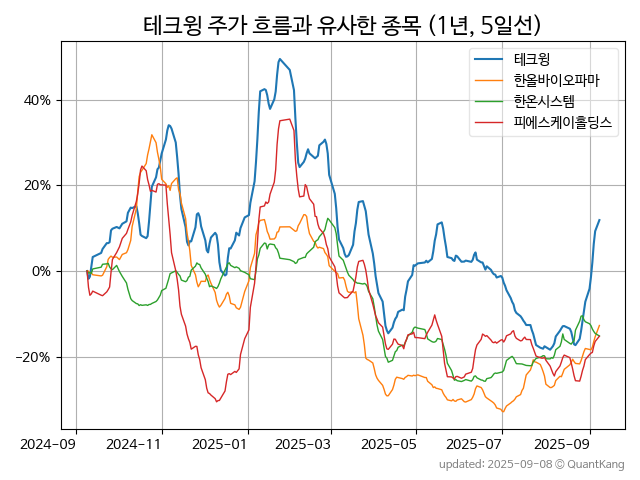 테크윙 주가 흐름과 유사한 종목 (1년, 5일선)
테크윙
한올바이오파마
한온시스템
피에스케이홀딩스
40%
20%
0%
−20%
2024-09 2024-11 2025-01 2025-03 2025-05 2025-07 2025-09
updated: 2025-09-08 © QuantKang